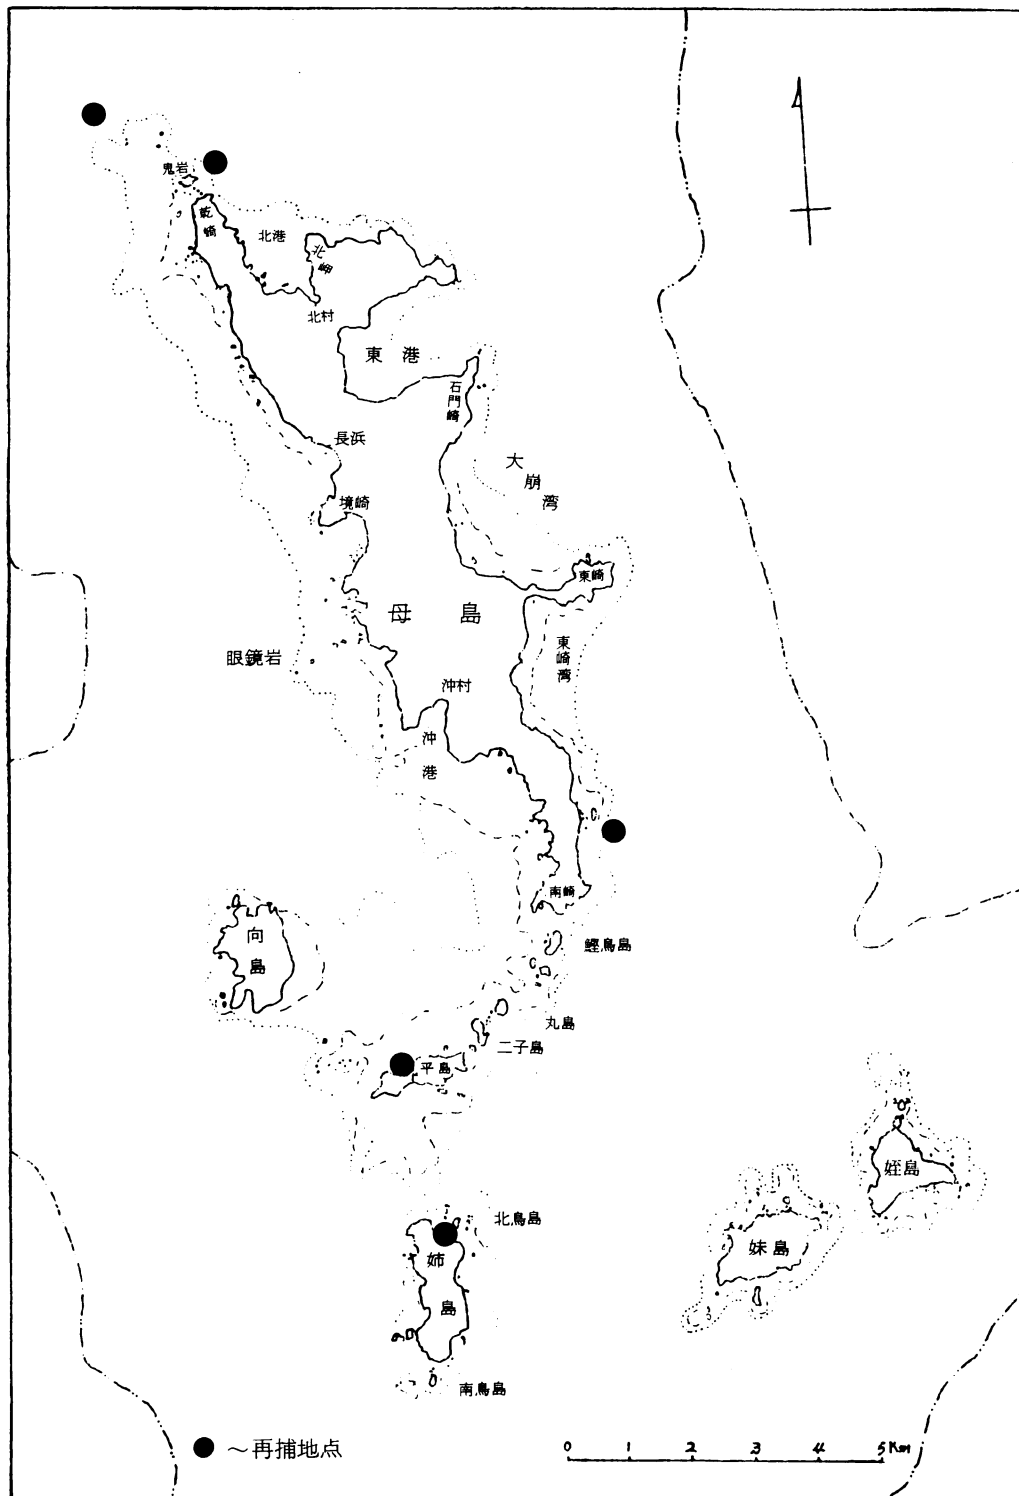 鬼岩
乾崎
北港
北岬
北村
東港
石門崎
長浜
大崩湾
境崎
東崎
母島
東崎湾
眼鏡岩
沖村
沖港
南崎
向島
鰹鳥島
丸島
二子島
平島
姪島
北鳥島
妹島
姉島
南鳥島
●～再捕地点
0 1 2 3 4 5 Km